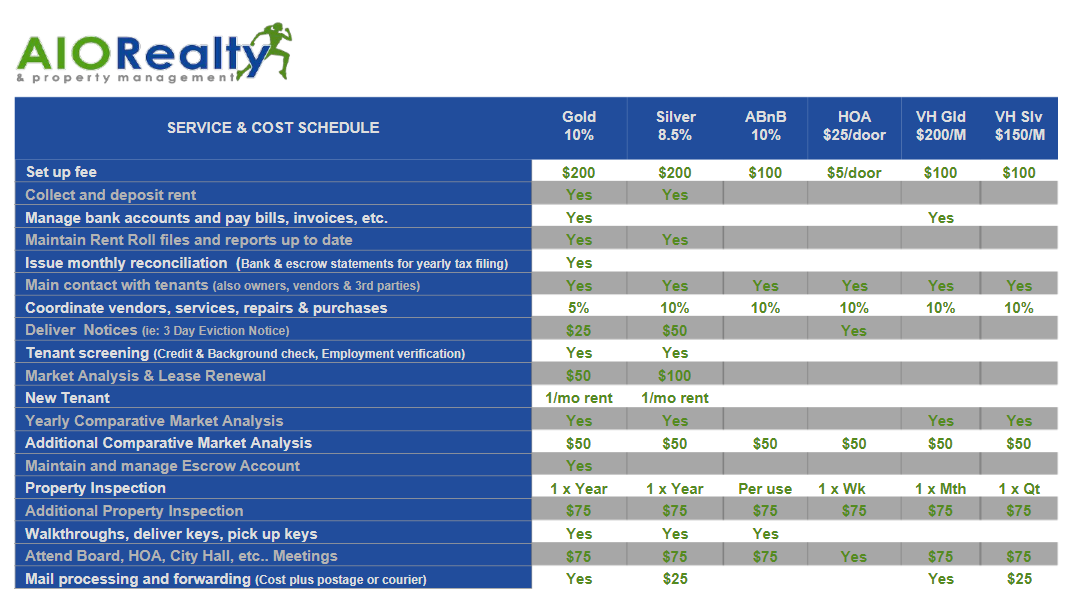 AIORealty
& property management
SERVICE & COST SCHEDULE Gold 10% Silver 8.5% ABnB 10% HOA $25/door VH Gld $200/M VH Slv $150/M
Set up fee $200 $200 $100 $5/door $100 $100
Collect and deposit rent Yes Yes
Manage bank accounts and pay bills, invoices, etc. Yes Yes
Maintain Rent Roll files and reports up to date Yes Yes
Issue monthly reconciliation (Bank & escrow statements for yearly tax filing) Yes
Main contact with tenants (also owners, vendors & 3rd parties) Yes Yes Yes Yes Yes Yes
Coordinate vendors, services, repairs & purchases 5% 10% 10% 10% 10% 10%
Deliver Notices (ie: 3 Day Eviction Notice) $25 $50 Yes
Tenant screening (Credit & Background check, Employment verification) Yes Yes
Market Analysis & Lease Renewal $50 $100
New Tenant 1/mo rent 1/mo rent
Yearly Comparative Market Analysis Yes Yes Yes Yes
Additional Comparative Market Analysis $50 $50 $50 $50 $50 $50
Maintain and manage Escrow Account Yes
Property Inspection 1 x Year 1 x Year Per use 1 x Wk 1 x Mth 1 x Qt
Additional Property Inspection $75 $75 $75 $75 $75 $75
Walkthroughs, deliver keys, pick up keys Yes Yes Yes
Attend Board, HOA, City Hall, etc.. Meetings $75 $75 $75 Yes $75 $75
Mail processing and forwarding (Cost plus postage or courier) Yes $25 Yes $25